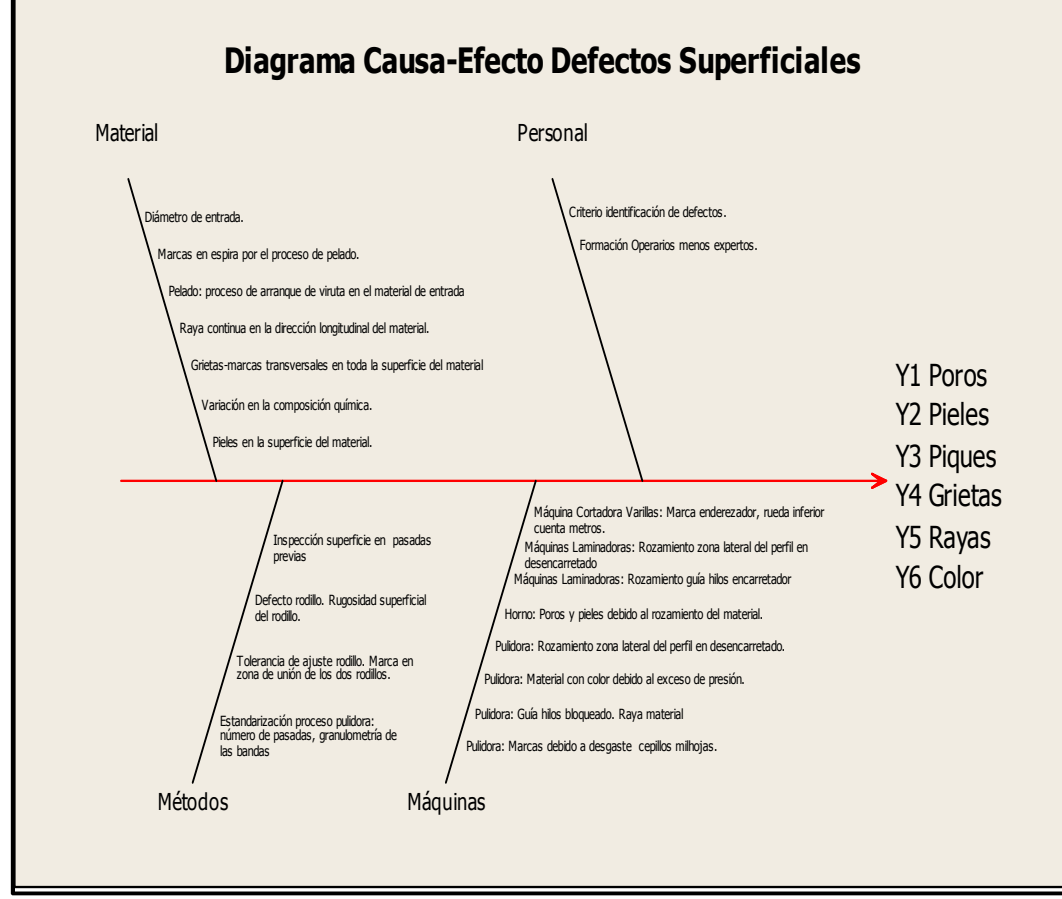 Diagrama Causa-Efecto Defectos Superficiales
Material
Personal
Diámetro de entrada.
Marcas en espira por el proceso de pelado.
Pelado: proceso de arranque de viruta en el material de entrada
Raya continua en la dirección longitudinal del material.
Grietas-marcas transversales en toda la superficie del material
Variación en la composición química.
Pieles en la superficie del material.
Criterio identificación de defectos.
Formación Operarios menos expertos.
Y1 Poros
Y2 Pieles
Y3 Piques
Y4 Grietas
Y5 Rayas
Y6 Color
Inspección superficie en pasadas
previas
Defecto rodillo. Rugosidad superficial
del rodillo.
Tolerancia de ajuste rodillo. Marca en
zona de unión de los dos rodillos.
Estandarización proceso pulidora:
número de pasadas, granulometría de
las bandas
Máquina Cortadora Varillas: Marca enderezador, rueda inferior
cuenta metros.
Máquinas Laminadoras: Rozamiento zona lateral del perfil en
desencarretado
Máquinas Laminadoras: Rozamiento guía hilos encarretador
Horno: Poros y pieles debido al rozamiento del material.
Pulidora: Rozamiento zona lateral del perfil en desencarretado.
Pulidora: Material con color debido al exceso de presión.
Pulidora: Guía hilos bloqueado. Raya material
Pulidora: Marcas debido a desgaste cepillos milhojas.
Métodos
Máquinas